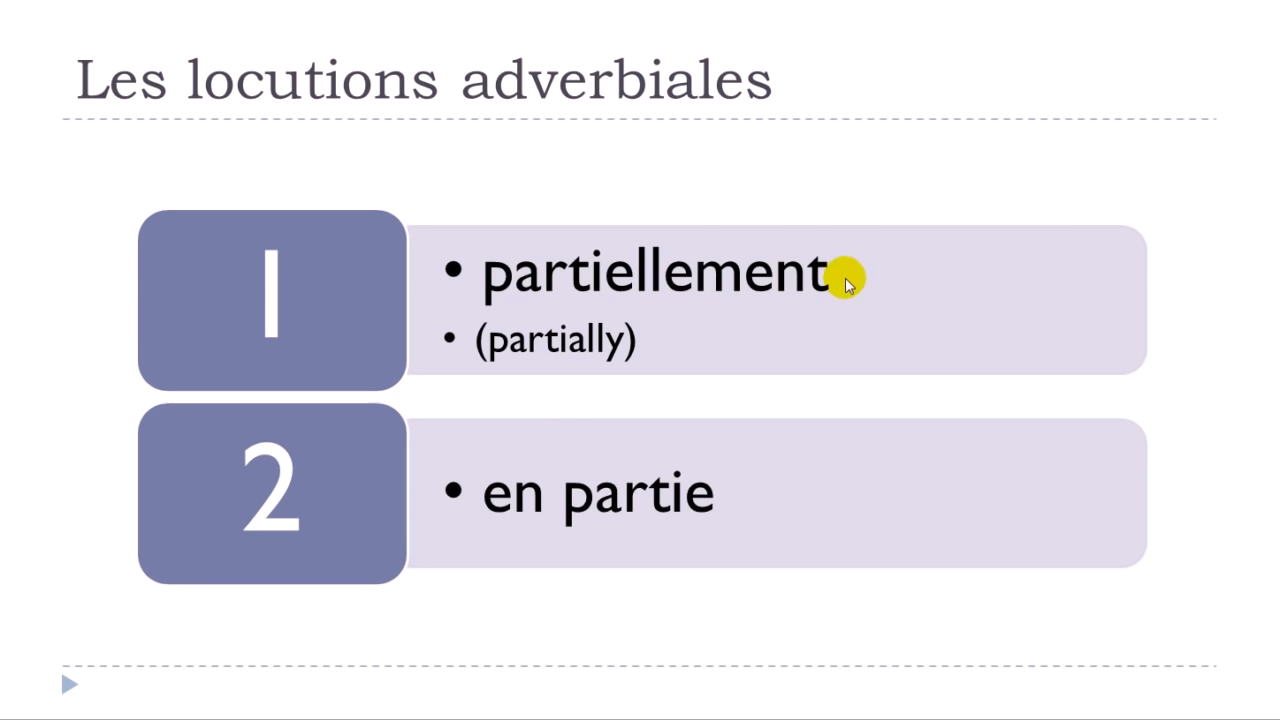 Les locutions adverbiales
1
• partiellement
• (partially)
2
• en partie